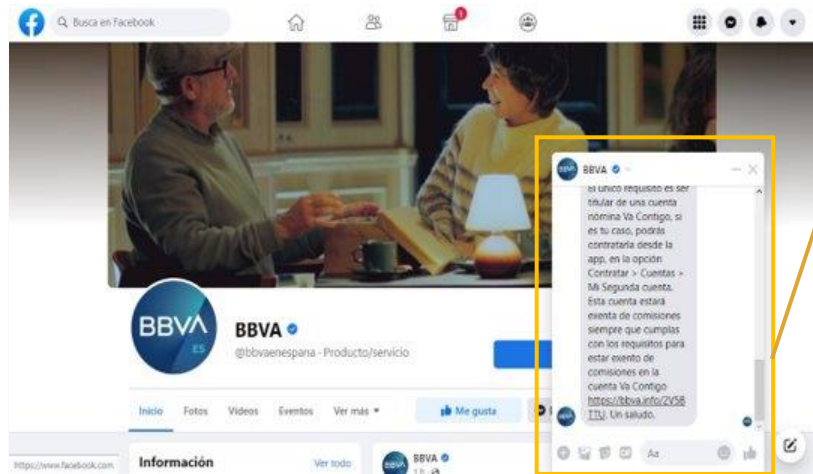 Busca en Facebook
1
BBVA
El único requisito es ser
titular de una cuenta
nómina Va Contigo, si
es tu caso, podrás
contratarla desde la
app, en la opción
Contratar > Cuentas >
Mi Segunda cuenta.
Esta cuenta estará
exenta de comisiones
siempre que cumplas
con los requisitos para
estar exento de
comisiones en la
cuenta Va Contigo
https://bbva.info/2V5B
TTU. Un saludo.
Aa
BBVA
ES
BBVA
@bbvaenespana - Producto/servicio
Inicio Fotos Vídeos Eventos Ver más Me gusta
Información Ver todo
BBVA
1 h
https://www.facebook.com